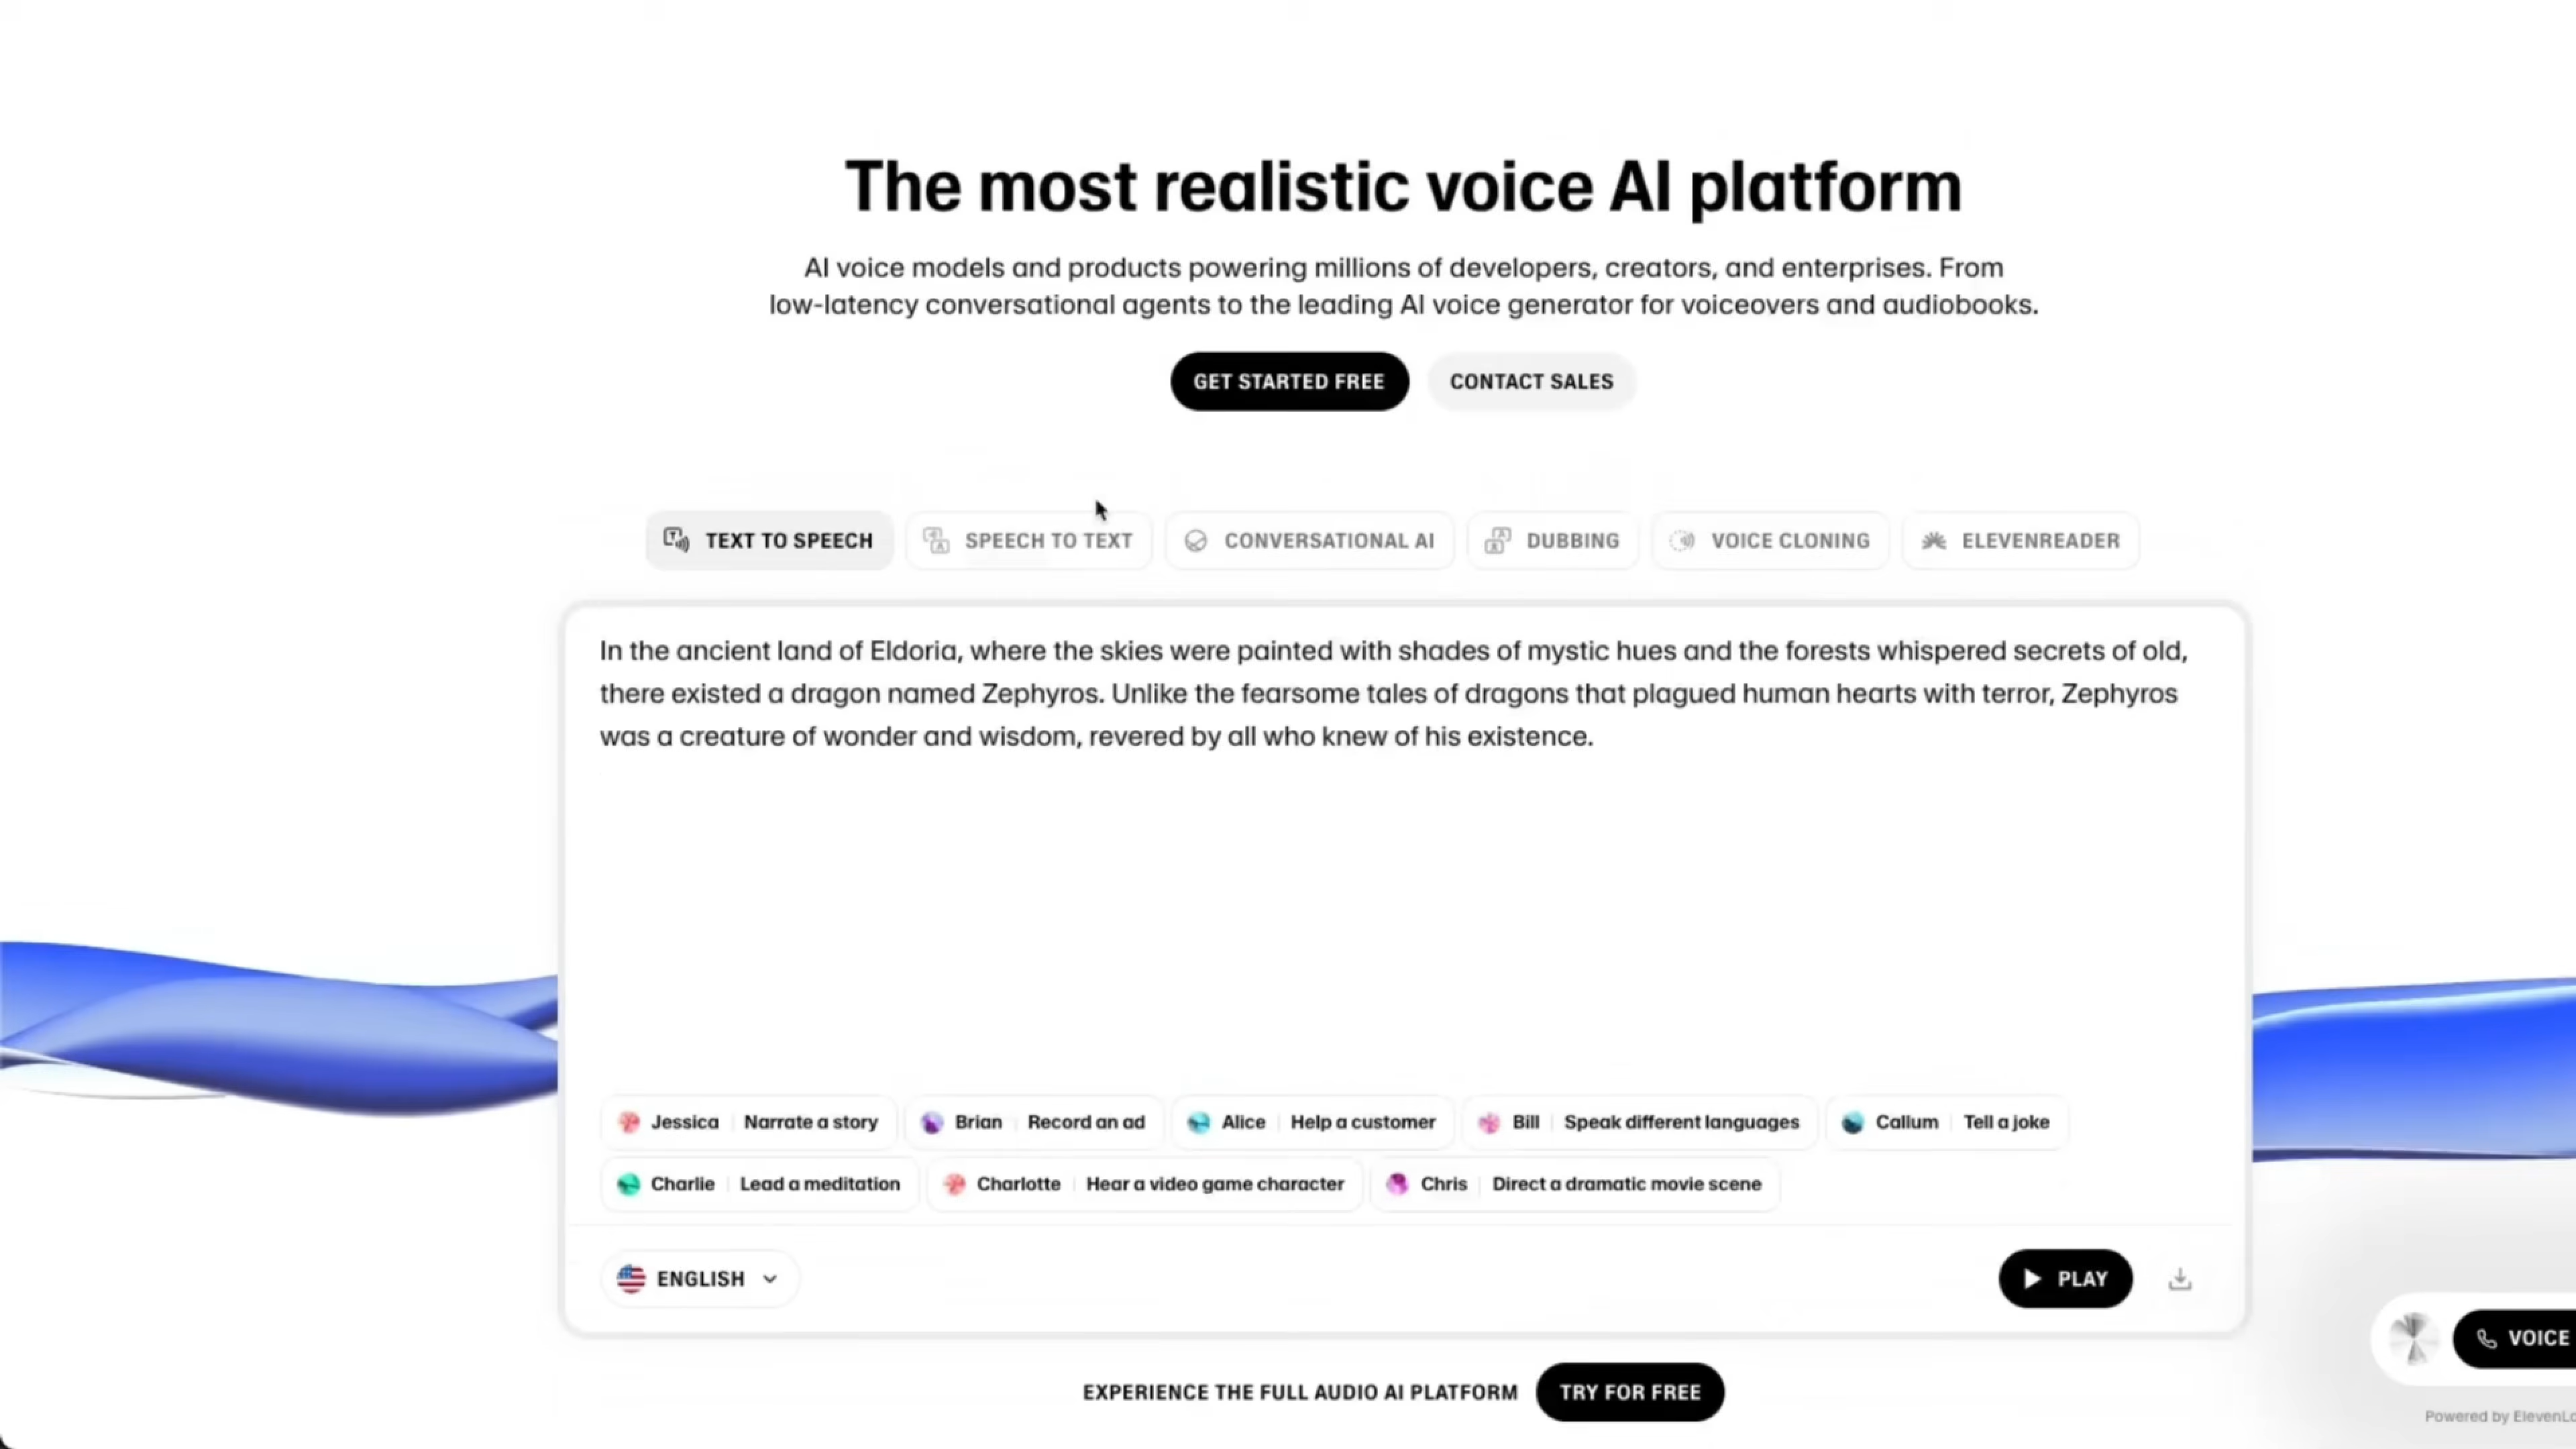 The most realistic voice AI platform
AI voice models and products powering millions of developers, creators, and enterprises. From
low-latency conversational agents to the leading AI voice generator for voiceovers and audiobooks.
GET STARTED FREE CONTACT SALES
TEXT TO SPEECH SPEECH TO TEXT CONVERSATIONAL AI DUBBING VOICE CLONING ELEVENREADER
In the ancient land of Eldoria, where the skies were painted with shades of mystic hues and the forests whispered secrets of old,
there existed a dragon named Zephyros. Unlike the fearsome tales of dragons that plagued human hearts with terror, Zephyros
was a creature of wonder and wisdom, revered by all who knew of his existence.
Jessica Narrate a story Brian Record an ad Alice Help a customer Bill Speak different languages Callum Tell a joke
Charlie Lead a meditation Charlotte Hear a video game character Chris Direct a dramatic movie scene
ENGLISH PLAY
VOICE
EXPERIENCE THE FULL AUDIO AI PLATFORM TRY FOR FREE
Powered by ElevenL